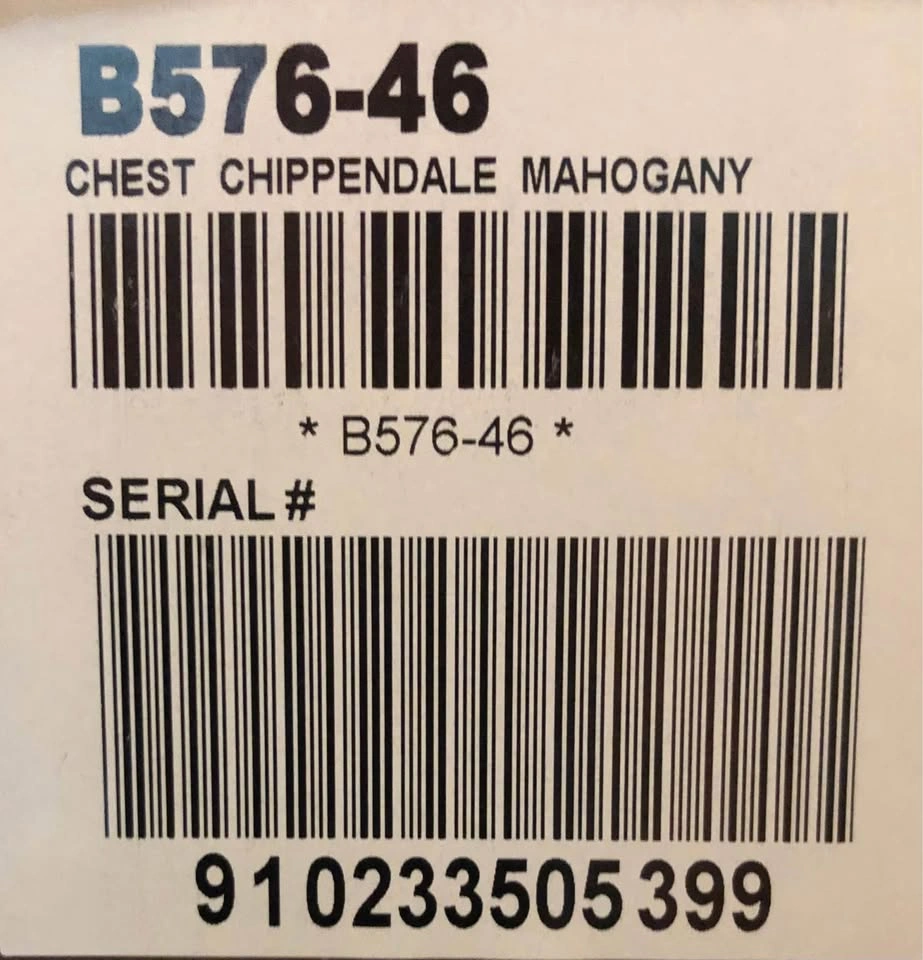 B576-46
CHEST CHIPPENDALE MAHOGANY
* B576-46 *
SERIAL#
910233505399